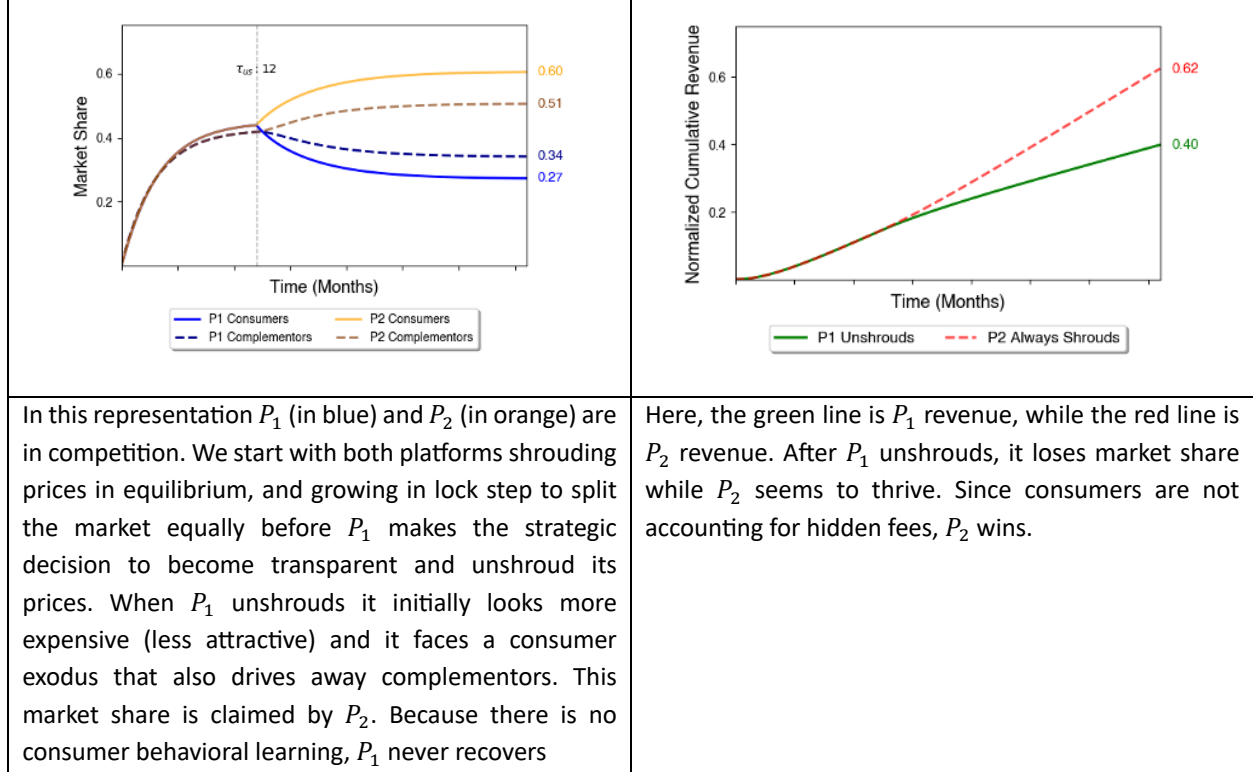 Market Share
0.6
0.4
0.2
τus: 12
0.60
0.51
0.34
0.27
Time (Months)
P1 Consumers
P2 Consumers
P1 Complementors
P2 Complementors
Normalized Cumulative Revenue
0.6
0.4
0.2
0.62
0.40
Time (Months)
P1 Unshrouds
P2 Always Shrouds
In this representation P₁ (in blue) and P₂ (in orange) are
in competition. We start with both platforms shrouding
prices in equilibrium, and growing in lock step to split
the market equally before P₁ makes the strategic
decision to become transparent and unshroud its
prices. When P₁ unshrouds it initially looks more
expensive (less attractive) and it faces a consumer
exodus that also drives away complementors. This
market share is claimed by P₂. Because there is no
consumer behavioral learning, P₁ never recovers
Here, the green line is P₁ revenue, while the red line is
P₂ revenue. After P₁ unshrouds, it loses market share
while P₂ seems to thrive. Since consumers are not
accounting for hidden fees, P₂ wins.